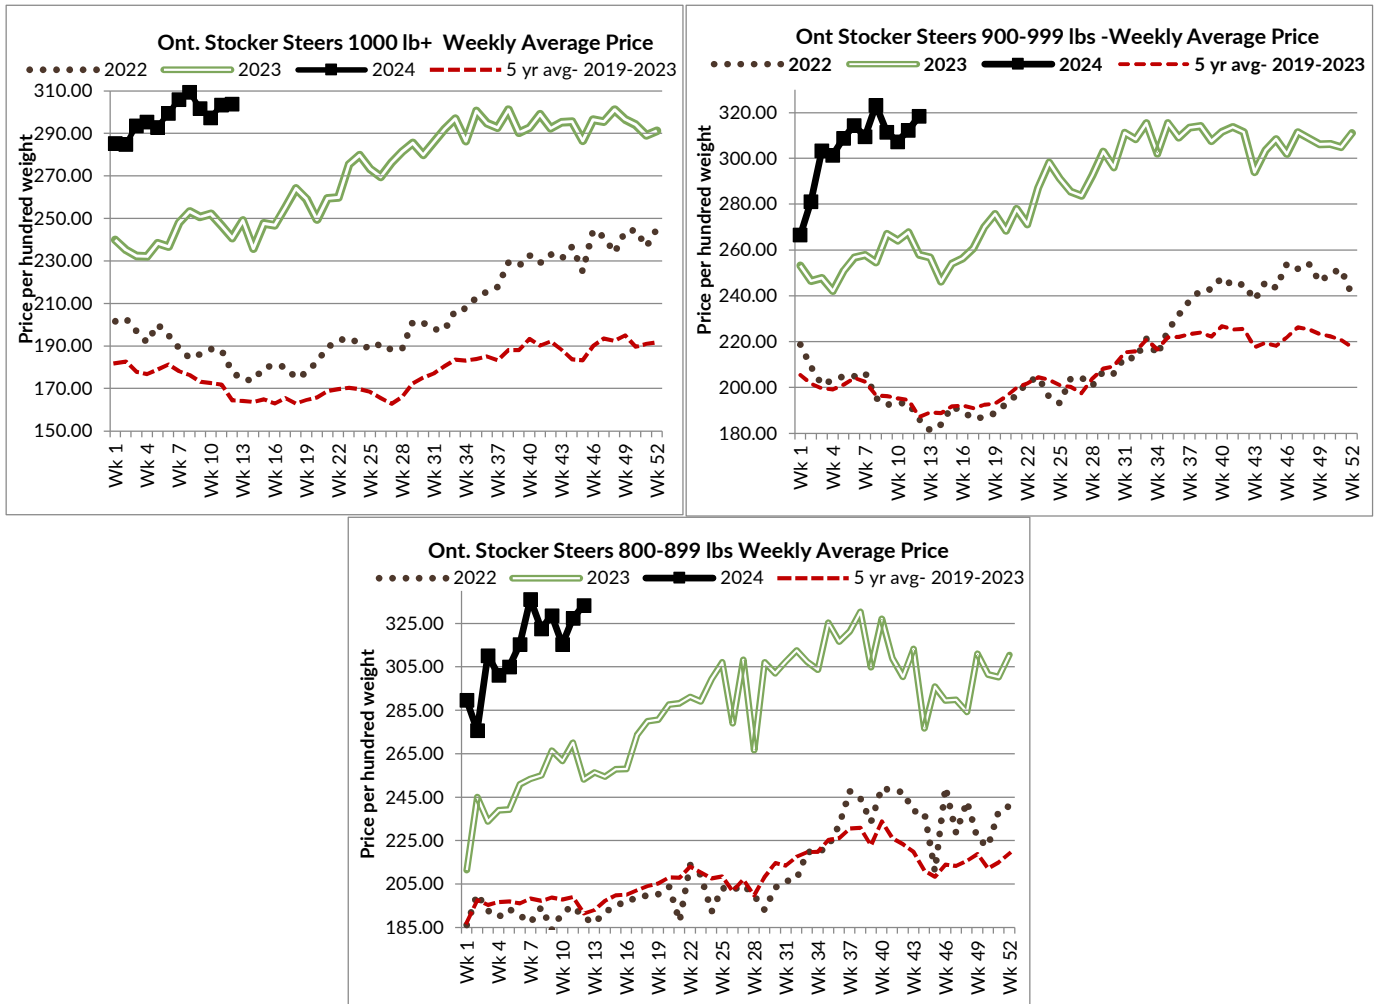 Ont. Stocker Steers 1000 lb+  Weekly Average Price
2022 2023 2024 5 yr avg- 2019-2023
Price per hundred weight
310.00
290.00
270.00
250.00
230.00
210.00
190.00
170.00
150.00
Wk 1 Wk 4 Wk 7 Wk 10 Wk 13 Wk 16 Wk 19 Wk 22 Wk 25 Wk 28 Wk 31 Wk 34 Wk 37 Wk 40 Wk 43 Wk 46 Wk 49 Wk 52
Ont Stocker Steers 900-999 lbs -Weekly Average Price
2022 2023 2024 5 yr avg- 2019-2023
Price per hundred weight
320.00
300.00
280.00
260.00
240.00
220.00
200.00
180.00
Wk 1 Wk 4 Wk 7 Wk 10 Wk 13 Wk 16 Wk 19 Wk 22 Wk 25 Wk 28 Wk 31 Wk 34 Wk 37 Wk 40 Wk 43 Wk 46 Wk 49 Wk 52
Ont. Stocker Steers 800-899 lbs Weekly Average Price
2022 2023 2024 5 yr avg- 2019-2023
Price per hundred weight
325.00
305.00
285.00
265.00
245.00
225.00
205.00
185.00
Wk 1 Wk 4 Wk 7 Wk 10 Wk 13 Wk 16 Wk 19 Wk 22 Wk 25 Wk 28 Wk 31 Wk 34 Wk 37 Wk 40 Wk 43 Wk 46 Wk 49 Wk 52